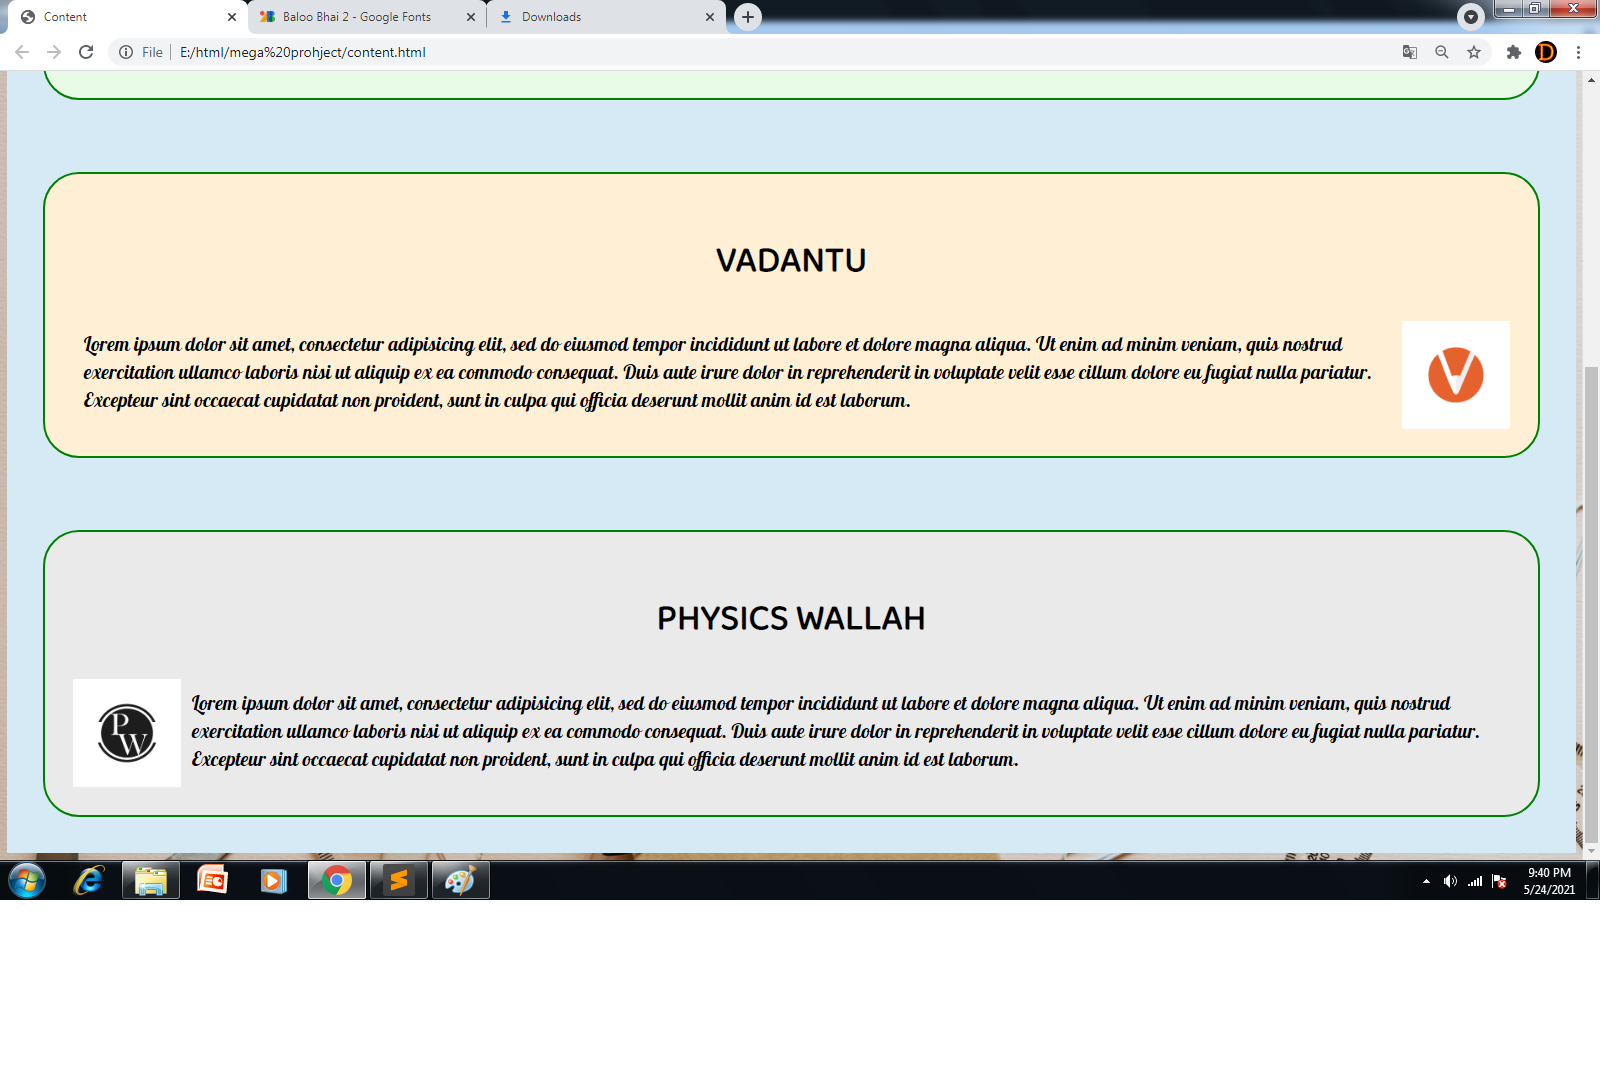 Content
Baloo Bhai 2 - Google Fonts
Downloads
File
E:/html/mega%20prohject/content.html
D
VADANTU
Lorem ipsum dolor sit amet, consectetur adipisicing elit, sed do eiusmod tempor incididunt ut labore et dolore magna aliqua. Ut enim ad minim veniam, quis nostrud
exercitation ullamco laboris nisi ut aliquip ex ea commodo consequat. Duis aute irure dolor in reprehenderit in voluptate velit esse cillum dolore eu fugiat nulla pariatur.
Excepteur sint occaecat cupidatat non proident, sunt in culpa qui officia deserunt mollit anim id est laborum.
PHYSICS WALLAH
PW
Lorem ipsum dolor sit amet, consectetur adipisicing elit, sed do eiusmod tempor incididunt ut labore et dolore magna aliqua. Ut enim ad minim veniam, quis nostrud
exercitation ullamco laboris nisi ut aliquip ex ea commodo consequat. Duis aute irure dolor in reprehenderit in voluptate velit esse cillum dolore eu fugiat nulla pariatur.
Excepteur sint occaecat cupidatat non proident, sunt in culpa qui officia deserunt mollit anim id est laborum.
9:40 PM
5/24/2021